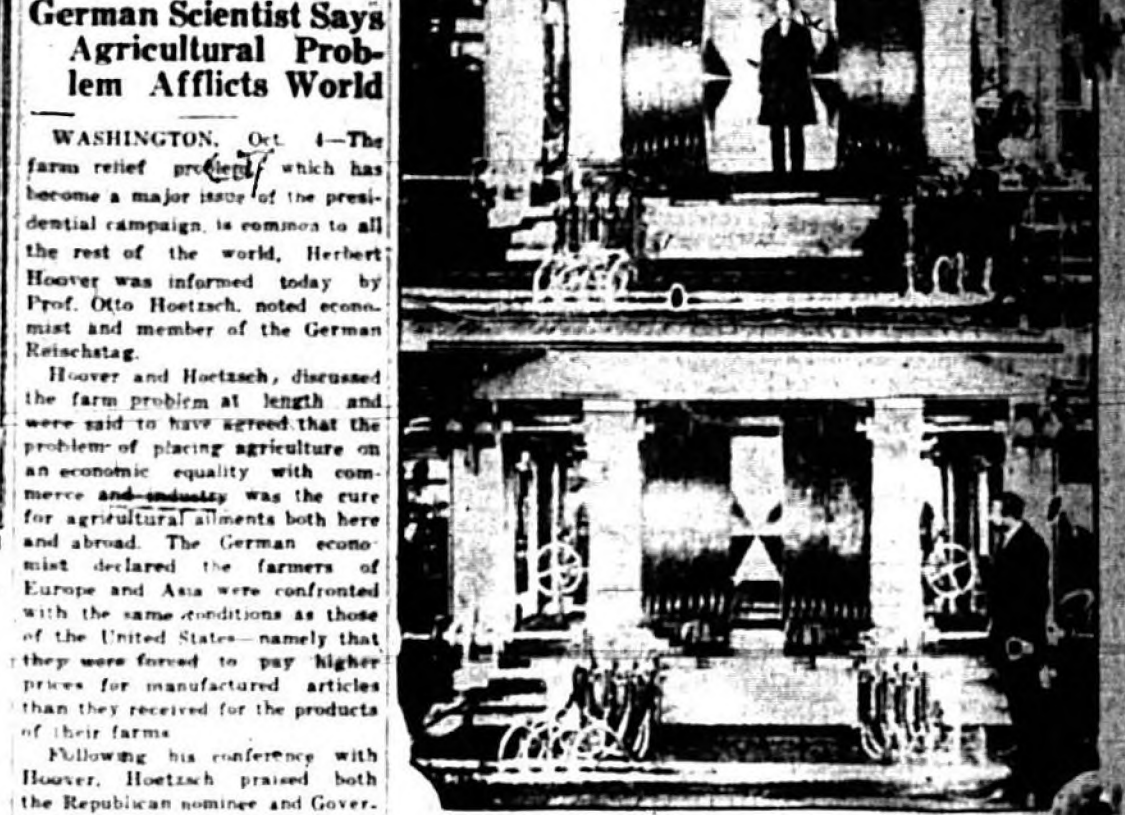 German Scientist Says
Agricultural Prob-
lem Afflicts World
WASHINGTON, Oct. 4—The
farm relief problem, which has
become a major issue of the presi-
dential campaign, is common to all
the rest of the world, Herbert
Hoover was informed today by
Prof. Otto Hoetzsch, noted econo-
mist and member of the German
Reischstag.
Hoover and Hoetzsch, discussed
the farm problem at length and
were said to have agreed that the
problem of placing agriculture on
an economic equality with com-
merce and industry was the cure
for agricultural ailments both here
and abroad. The German econo-
mist declared the farmers of
Europe and Asia were confronted
with the same conditions as those
of the United States—namely that
they were forced to pay higher
prices for manufactured articles
than they received for the products
of their farms
Following his conference with
Hoover, Hoetzsch praised both
the Republican nominee and Gover-